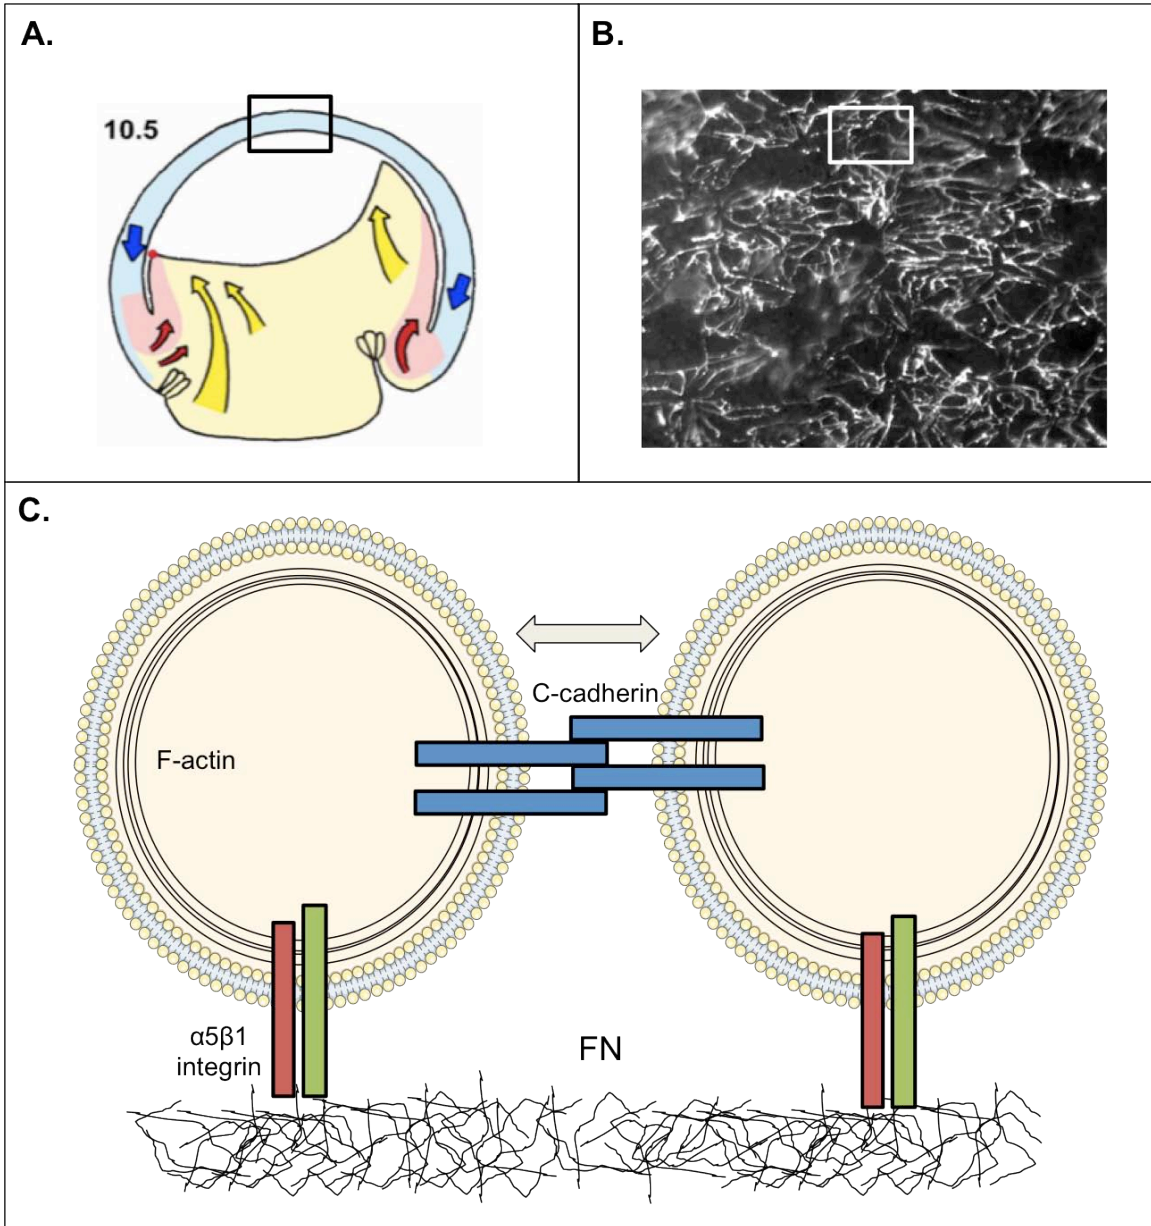 A.
B.
10.5
C.
C-cadherin
F-actin
α5β1
integrin
FN